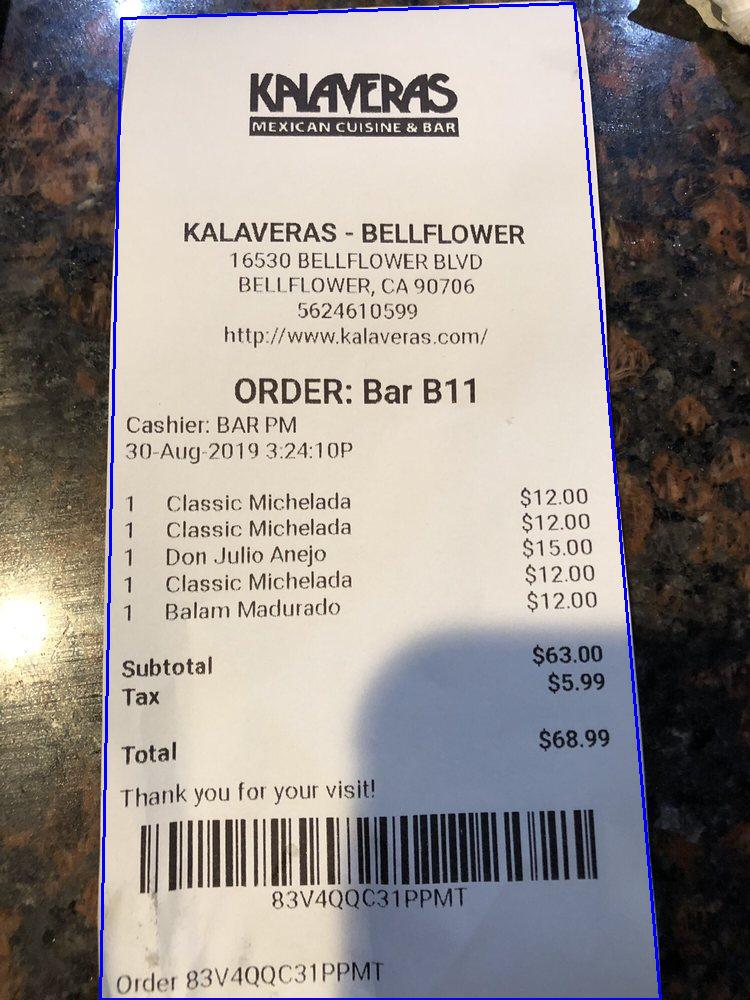 KALAVERAS
MEXICAN CUISINE & BAR
KALAVERAS - BELLFLOWER
16530 BELLFLOWER BLVD
BELLFLOWER, CA 90706
5624610599
http://www.kalaveras.com/
ORDER: Bar B11
Cashier: BAR PM
30-Aug-2019 3:24:10P
1 Classic Michelada $12.00
1 Classic Michelada $12.00
1 Don Julio Anejo $15.00
1 Classic Michelada $12.00
1 Balam Madurado $12.00
Subtotal $63.00
Tax $5.99
Total $68.99
Thank you for your visit!
83V4QQC31PPMT
Order 83V4QQC31PPMT